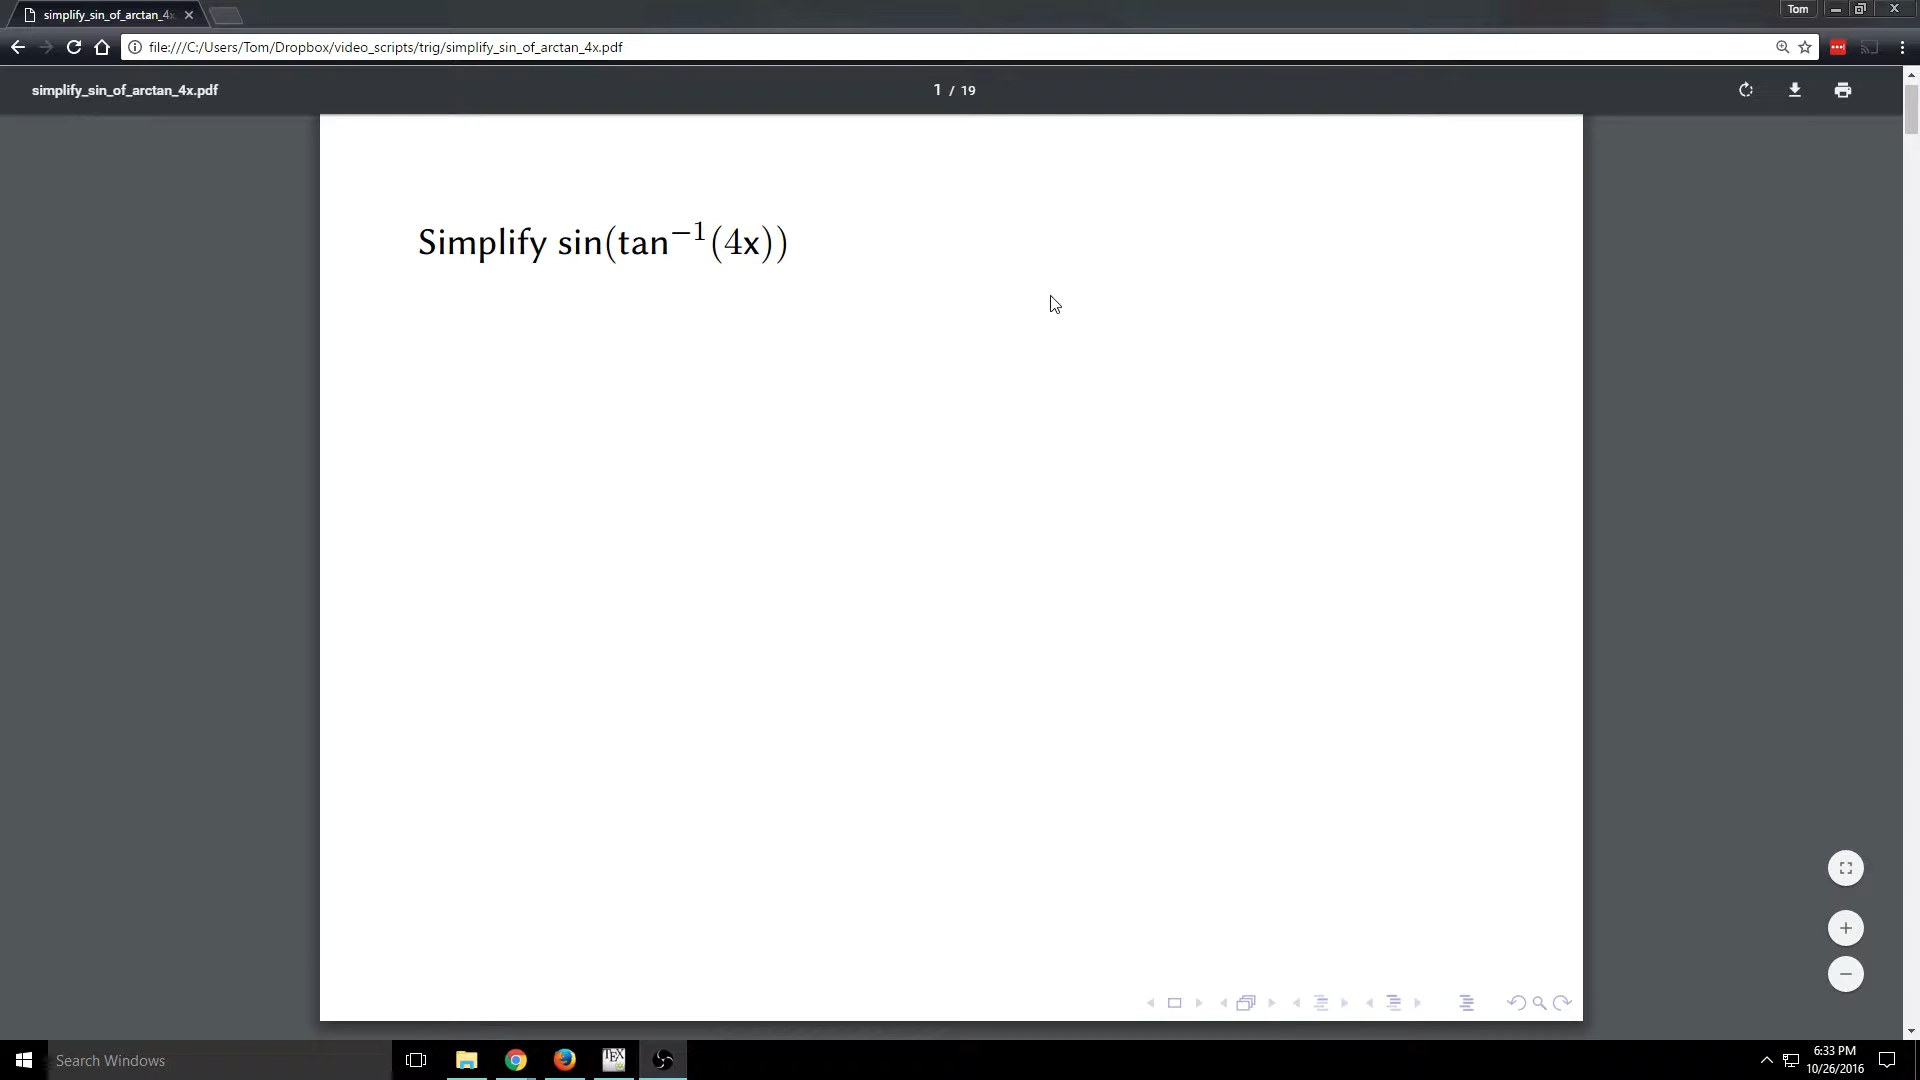 simplify_sin_of_arctan_4x
Tom
file:///C:/Users/Tom/Dropbox/video_scripts/trig/simplify_sin_of_arctan_4x.pdf
simplify_sin_of_arctan_4x.pdf
1 / 19
Simplify sin(tan⁻¹(4x))
Search Windows
TEX
6:33 PM
10/26/2016